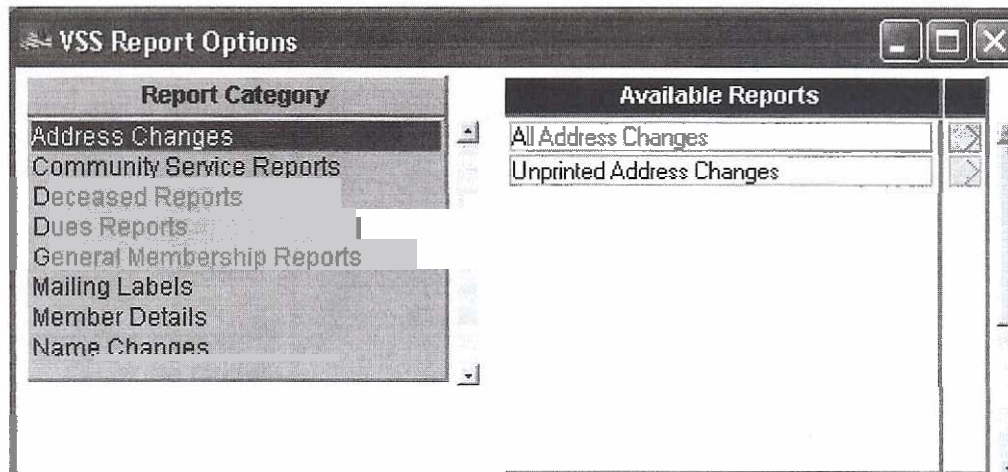 VSS Report Options
Report Category
Address Changes
Community Service Reports
Deceased Reports
Dues Reports
General Membership Reports
Mailing Labels
Member Details
Name Changes
Available Reports
All Address Changes
Unprinted Address Changes